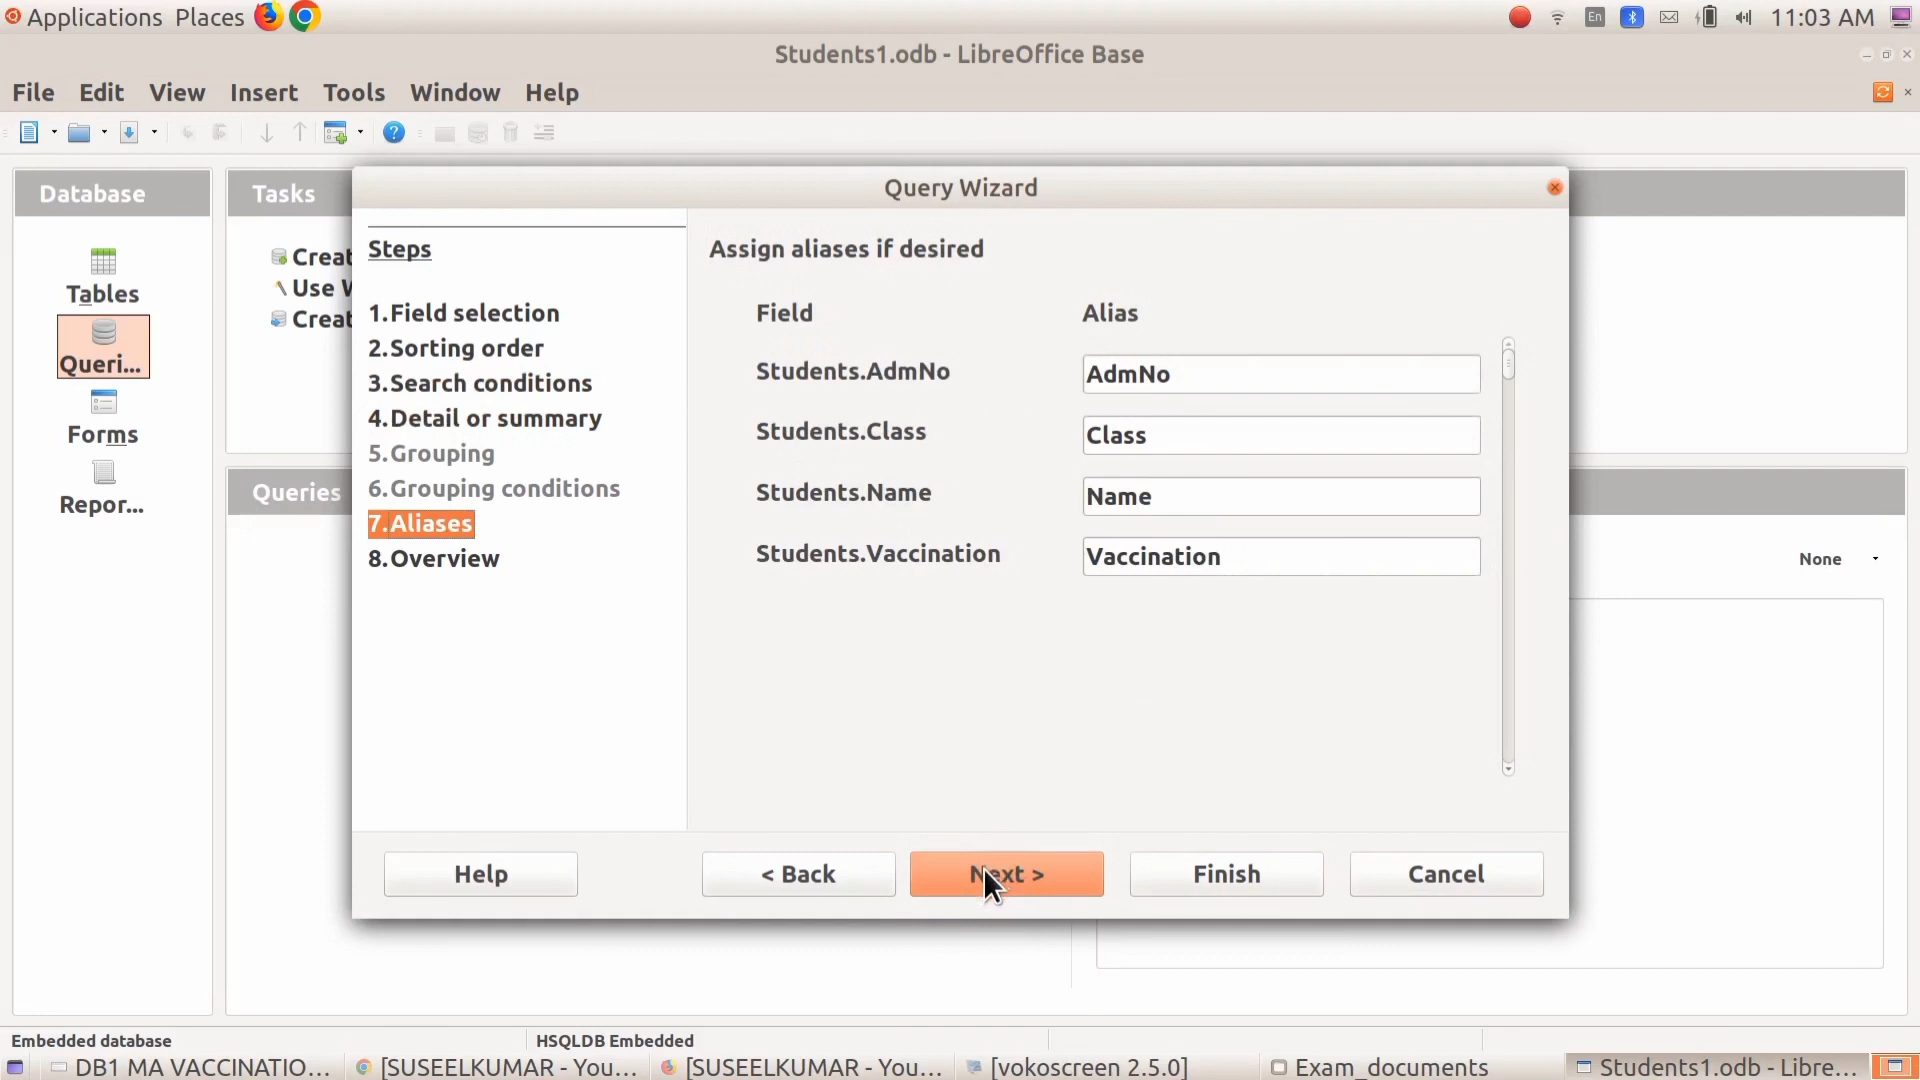 Applications Places En 11:03 AM
Students1.odb - LibreOffice Base
File Edit View Insert Tools Window Help
Database
Tasks
Query Wizard
Steps
Assign aliases if desired
Creat
Use W
Creat
Tables
Queri...
Forms
Repor...
1.Field selection
2.Sorting order
3.Search conditions
4.Detail or summary
5.Grouping
6.Grouping conditions
7.Aliases
8.Overview
Field Alias
Students.AdmNo AdmNo
Students.Class Class
Students.Name Name
Students.Vaccination Vaccination
Queries
None
Help < Back Next > Finish Cancel
Embedded database HSQLDB Embedded
DB1 MA VACCINATIO... [SUSEELKUMAR - You... [SUSEELKUMAR - You... [vokoscreen 2.5.0] Exam_documents Students1.odb - Libre...